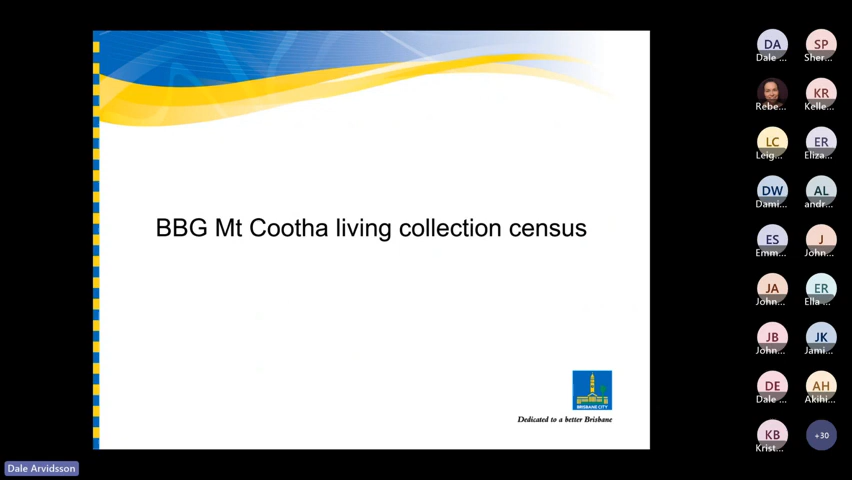 BBG Mt Cootha living collection census
BRISBANE CITY
Dedicated to a better Brisbane
Dale Arvidsson
DA
Dale ...
SP
Sher...
Rebe...
KR
Kelle...
LC
Leig...
ER
Eliza...
DW
Dami...
AL
andr...
ES
Emm...
J
John...
JA
John...
ER
Ella ...
JB
John...
JK
Jami...
DE
Dale ...
AH
Akihi...
KB
Krist...
+30